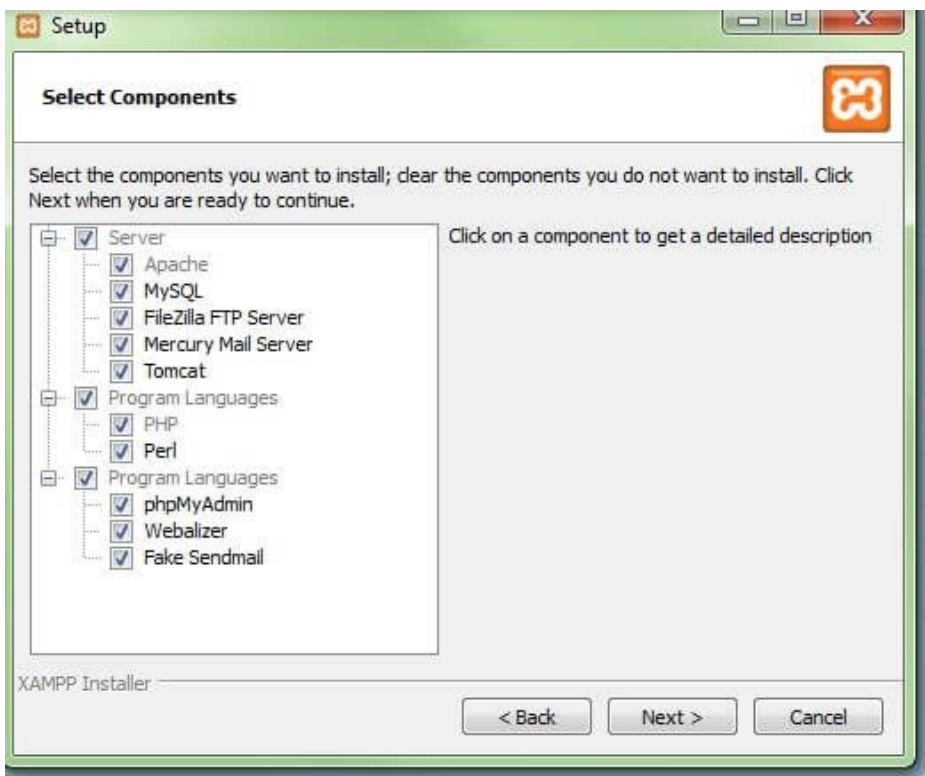 Setup
Select Components
Select the components you want to install; clear the components you do not want to install. Click
Next when you are ready to continue.
Server
Apache
MySQL
FileZilla FTP Server
Mercury Mail Server
Tomcat
Program Languages
PHP
Perl
Program Languages
phpMyAdmin
Webalizer
Fake Sendmail
Click on a component to get a detailed description
XAMPP Installer
< Back
Next >
Cancel